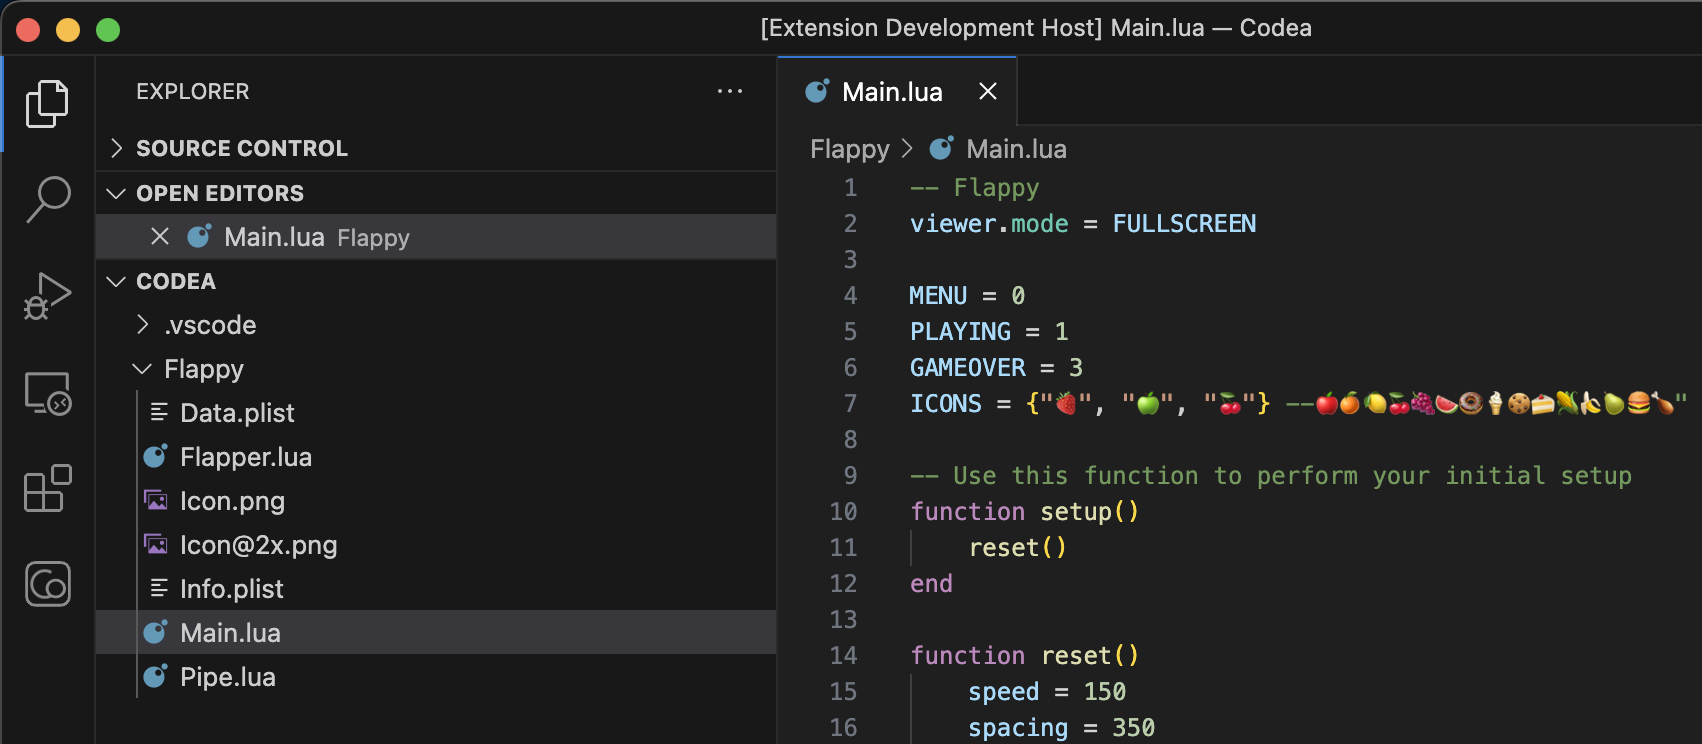 [Extension Development Host] Main.lua — Codea
EXPLORER
SOURCE CONTROL
OPEN EDITORS
Main.lua Flappy
CODEA
.vscode
Flappy
Data.plist
Flapper.lua
Icon.png
Icon@2x.png
Info.plist
Main.lua
Pipe.lua
Main.lua
Flappy > Main.lua
1 -- Flappy
2 viewer.mode = FULLSCREEN
3
4 MENU = 0
5 PLAYING = 1
6 GAMEOVER = 3
7 ICONS = {"🍓", "🍏", "🍒"} --🍎🍊🍋🍒🍇🍉🍩🍦🍪🍰🌽🍌🍐🍔🍗"
8
9 -- Use this function to perform your initial setup
10 function setup()
11     reset()
12 end
13
14 function reset()
15     speed = 150
16     spacing = 350